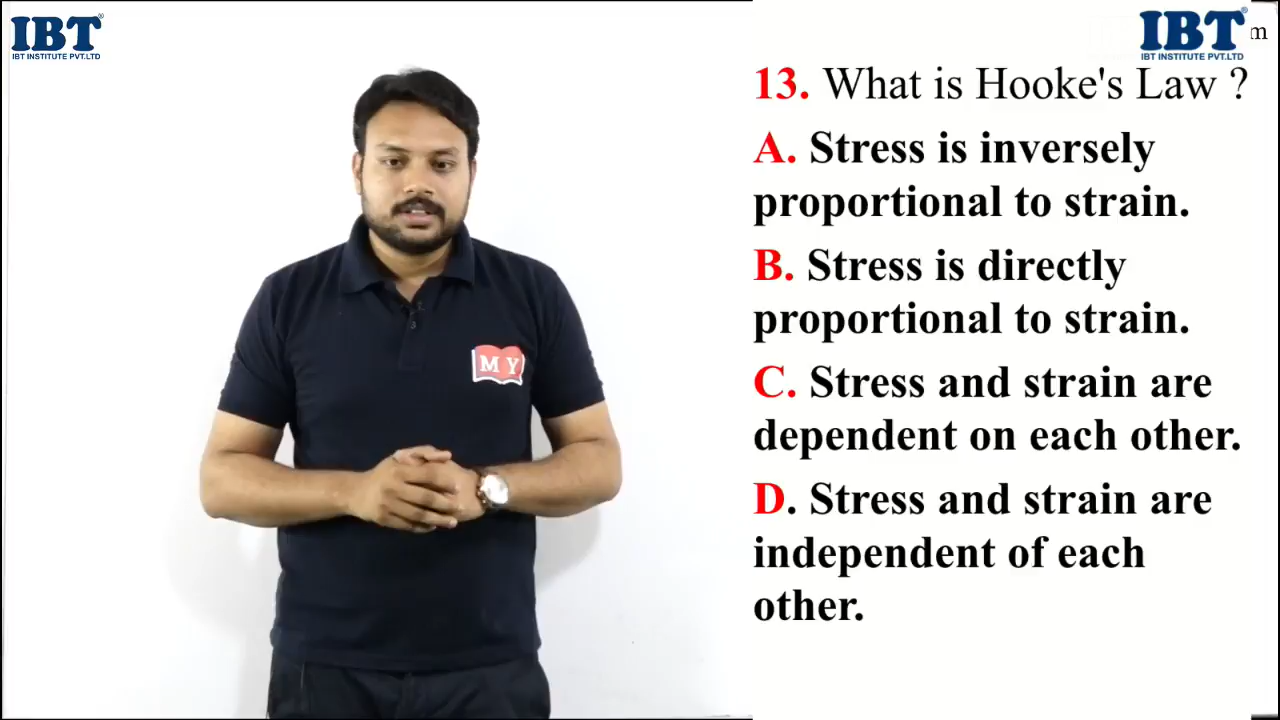 IBT®
IBT INSTITUTE PVT.LTD
IBT®
IBT INSTITUTE PVT.LTD
m
13. What is Hooke's Law ?
A. Stress is inversely
proportional to strain.
B. Stress is directly
proportional to strain.
C. Stress and strain are
dependent on each other.
D. Stress and strain are
independent of each
other.
M Y